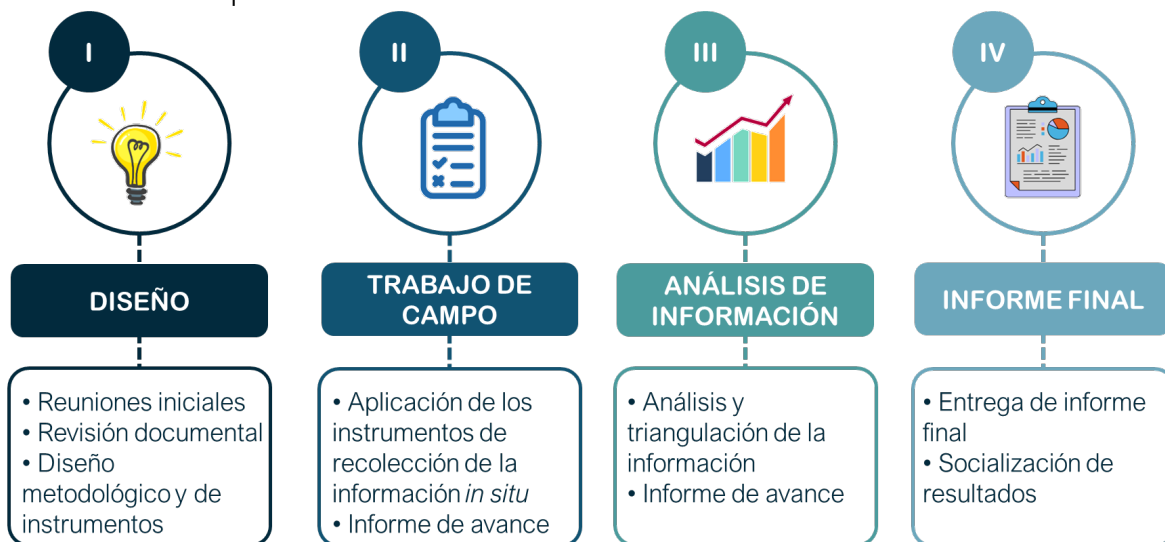 I
II
III
IV
DISEÑO
TRABAJO DE
CAMPO
ANÁLISIS DE
INFORMACIÓN
INFORME FINAL
• Reuniones iniciales
• Revisión documental
• Diseño
metodológico y de
instrumentos
• Aplicación de los
instrumentos de
recolección de la
información in situ
• Informe de avance
• Análisis y
triangulación de la
información
• Informe de avance
• Entrega de informe
final
• Socialización de
resultados